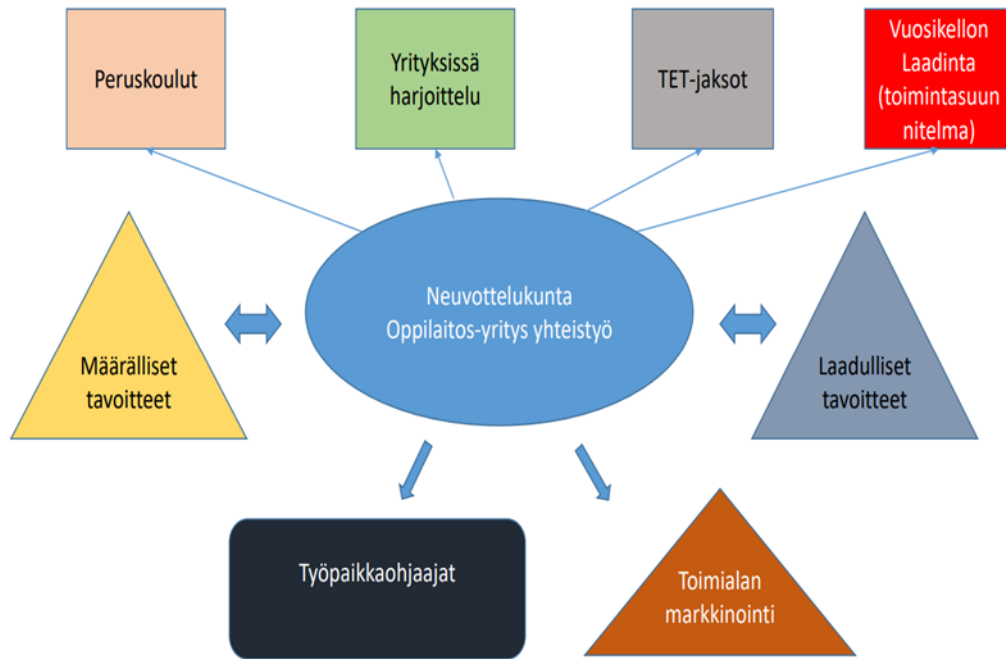 Peruskoulut
Yrityksissä
harjoittelu
TET-jaksot
Vuosikellon
Laadinta
(toimintasuun
nitelma)
Neuvottelukunta
Oppilaitos-yritys yhteistyö
Määrälliset
tavoitteet
Laadulliset
tavoitteet
Työpaikkaohjaajat
Toimialan
markkinointi